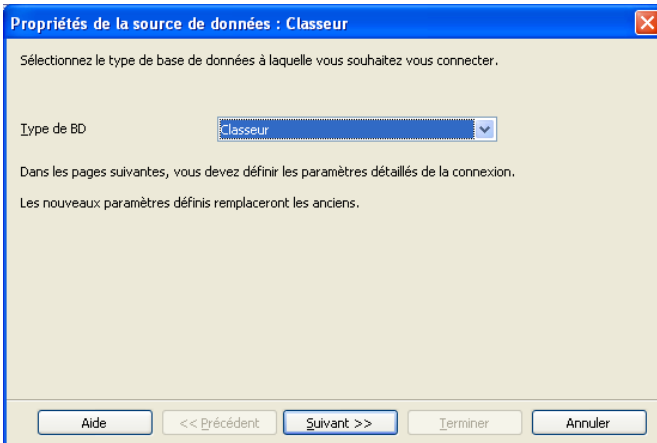 Propriétés de la source de données : Classeur
Sélectionnez le type de base de données à laquelle vous souhaitez vous connecter.
Type de BD Classeur
Dans les pages suivantes, vous devez définir les paramètres détaillés de la connexion.
Les nouveaux paramètres définis remplaceront les anciens.
Aide << Précédent Suivant >> Terminer Annuler